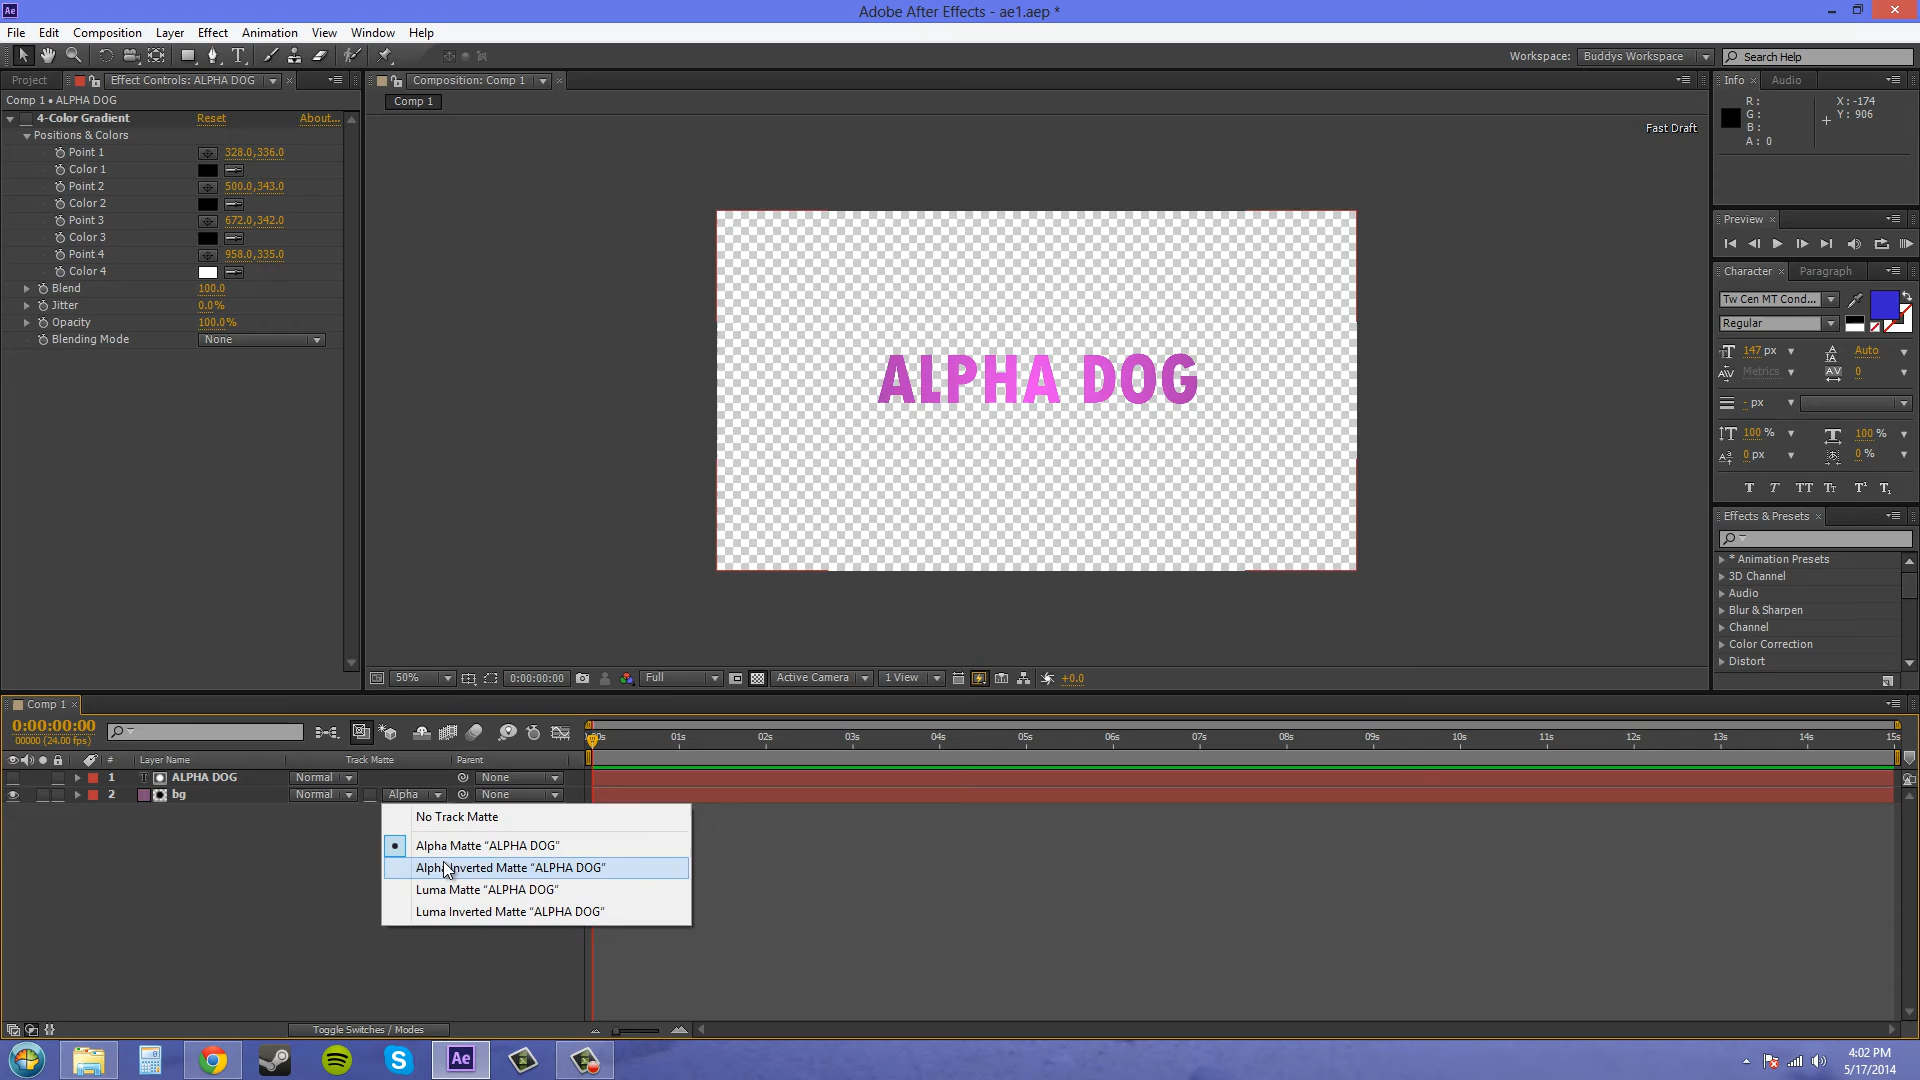 Adobe After Effects - ae1.aep *
File Edit Composition Layer Effect Animation View Window Help
Workspace: Buddys Workspace Search Help
Project Effect Controls: ALPHA DOG
Comp 1 • ALPHA DOG
4-Color Gradient Reset About...
Positions & Colors
Point 1 328.0,336.0
Color 1
Point 2 500.0,343.0
Color 2
Point 3 672.0,342.0
Color 3
Point 4 958.0,335.0
Color 4
Blend 100.0
Jitter 0.0%
Opacity 100.0%
Blending Mode None
Composition: Comp 1
Comp 1
Fast Draft
ALPHA DOG
50% 0:00:00:00 Full Active Camera 1 View +0.0
Info Audio
R: X: -174
G: Y: 906
B:
A: 0
Preview
Character Paragraph
Tw Cen MT Cond...
Regular
147 px Auto
Metrics 0
- px
100 % 100 %
0 px 0 %
T T TT Tt T¹ T₁
Effects & Presets
* Animation Presets
3D Channel
Audio
Blur & Sharpen
Channel
Color Correction
Distort
Comp 1
0:00:00:00
00000 (24.00 fps)
01s 02s 03s 04s 05s 06s 07s 08s 09s 10s 11s 12s 13s 14s 15s
# Layer Name Track Matte Parent
1 T ALPHA DOG Normal None
2 bg Normal Alpha None
No Track Matte
Alpha Matte "ALPHA DOG"
Alpha Inverted Matte "ALPHA DOG"
Luma Matte "ALPHA DOG"
Luma Inverted Matte "ALPHA DOG"
Toggle Switches / Modes
Ae
4:02 PM
5/17/2014